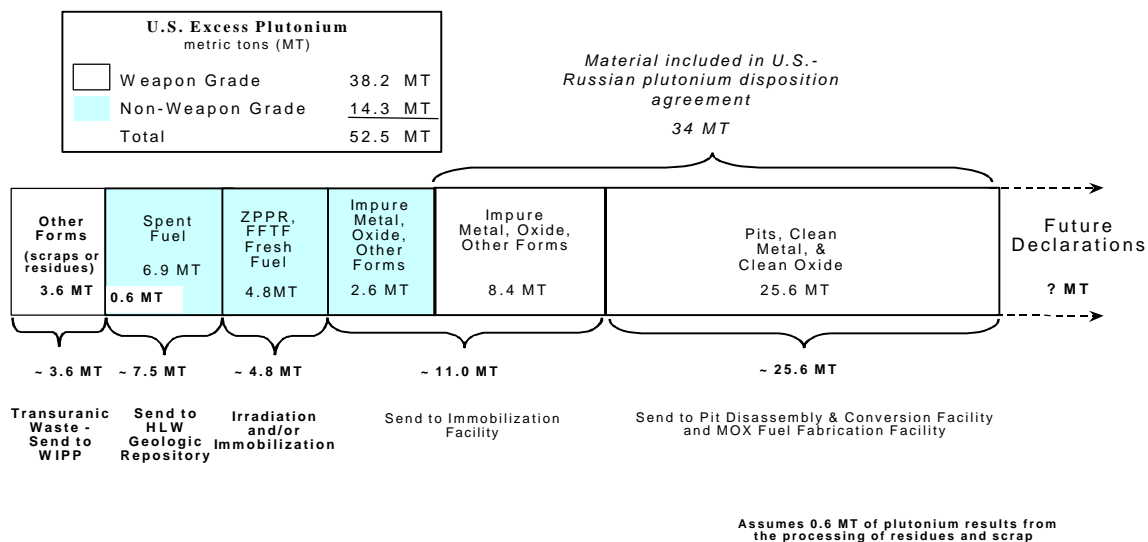 U.S. Excess Plutonium
metric tons (MT)
Weapon Grade 38.2 MT
Non-Weapon Grade 14.3 MT
Total 52.5 MT
Material included in U.S.-
Russian plutonium disposition
agreement
34 MT
Other
Forms
(scraps or
residues)
3.6 MT
Spent
Fuel
6.9 MT
0.6 MT
ZPPR,
FFTF
Fresh
Fuel
4.8MT
Impure
Metal,
Oxide,
Other
Forms
2.6 MT
Impure
Metal, Oxide,
Other Forms
8.4 MT
Pits, Clean
Metal, &
Clean Oxide
25.6 MT
Future
Declarations
? MT
~ 3.6 MT
~ 7.5 MT
~ 4.8 MT
~ 11.0 MT
~ 25.6 MT
Transuranic
Waste -
Send to
WIPP
Send to
HLW
Geologic
Repository
Irradiation
and/or
Immobilization
Send to Immobilization
Facility
Send to Pit Disassembly & Conversion Facility
and MOX Fuel Fabrication Facility
Assumes 0.6 MT of plutonium results from
the processing of residues and scrap